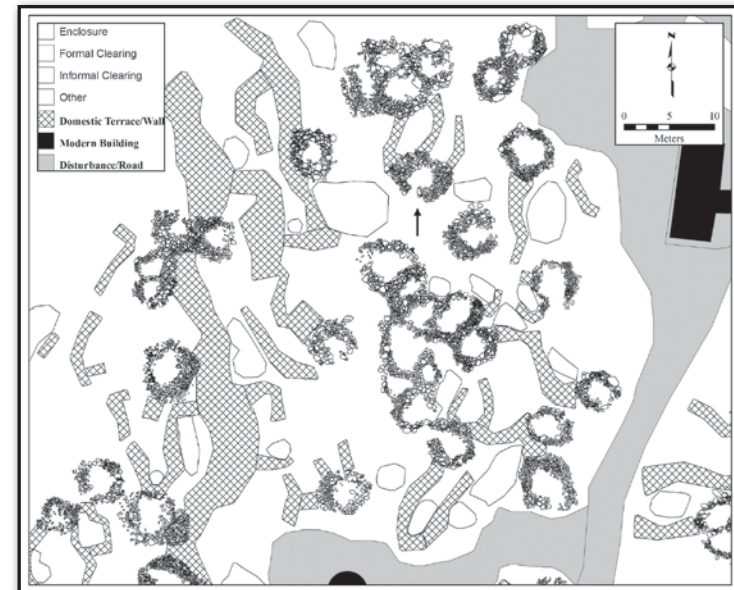 Enclosure
Formal Clearing
Informal Clearing
Other
Domestic Terrace/Wall
Modern Building
Disturbance/Road
N
0 5 10
Meters